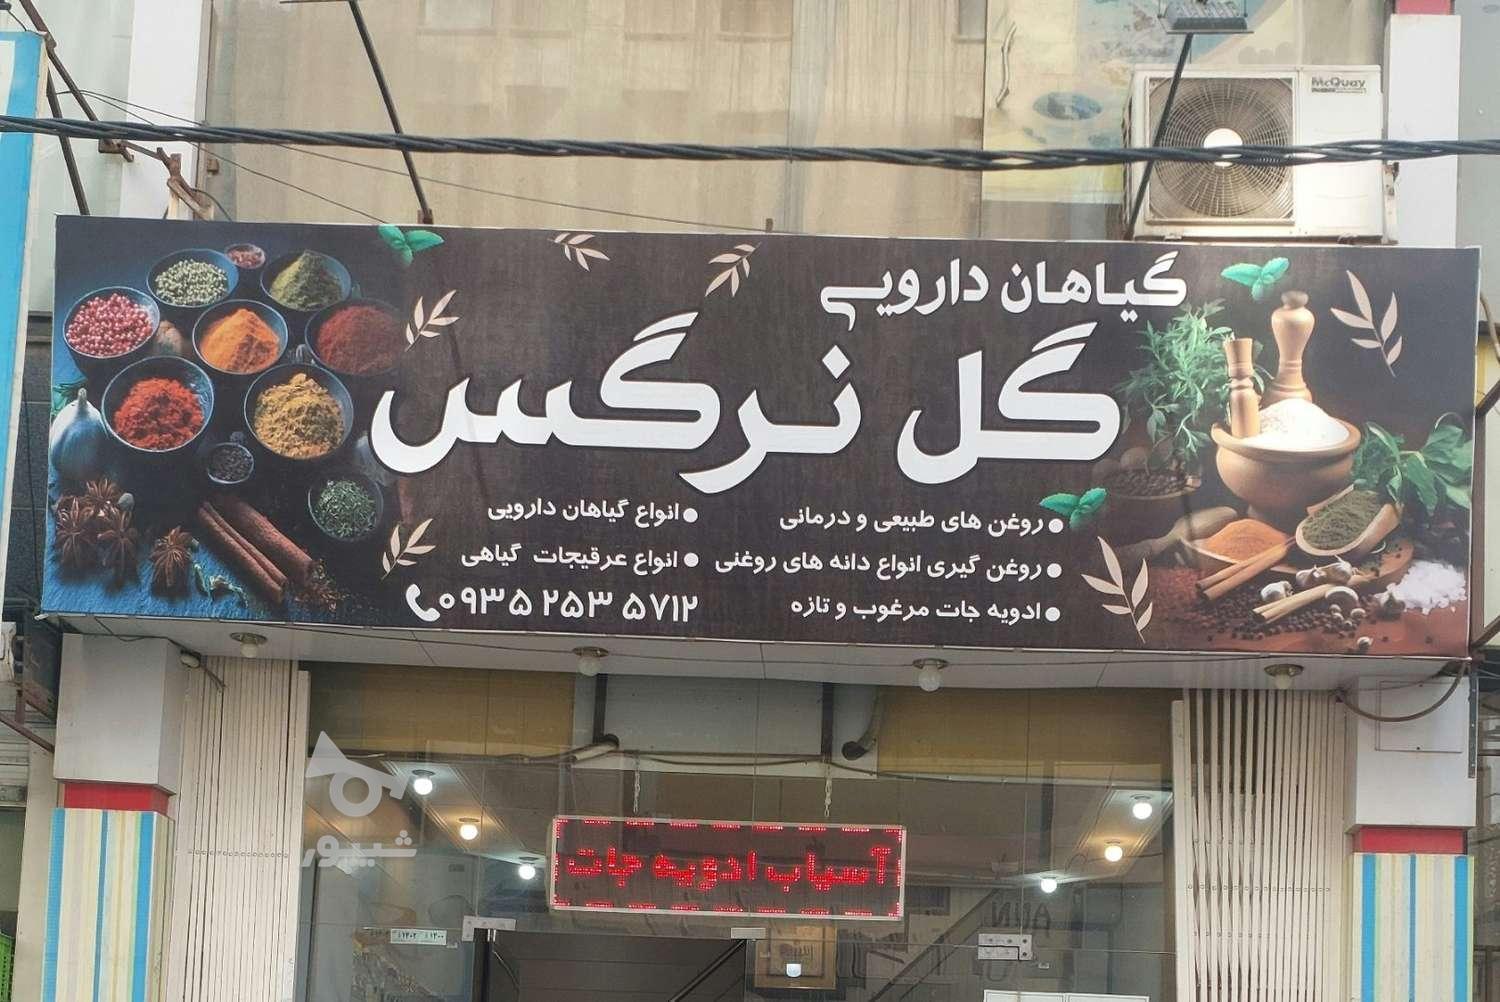 McQuay
گیاهان دارویی
گل نرگس
● روغن های طبیعی و درمانی
● روغن گیری انواع دانه های روغنی
● ادویه جات مرغوب و تازه
● انواع گیاهان دارویی
● انواع عرقیجات گیاهی
۰۹۳۵ ۲۵۳ ۵۷۱۲
آسیاب ادویه جات
شیپور